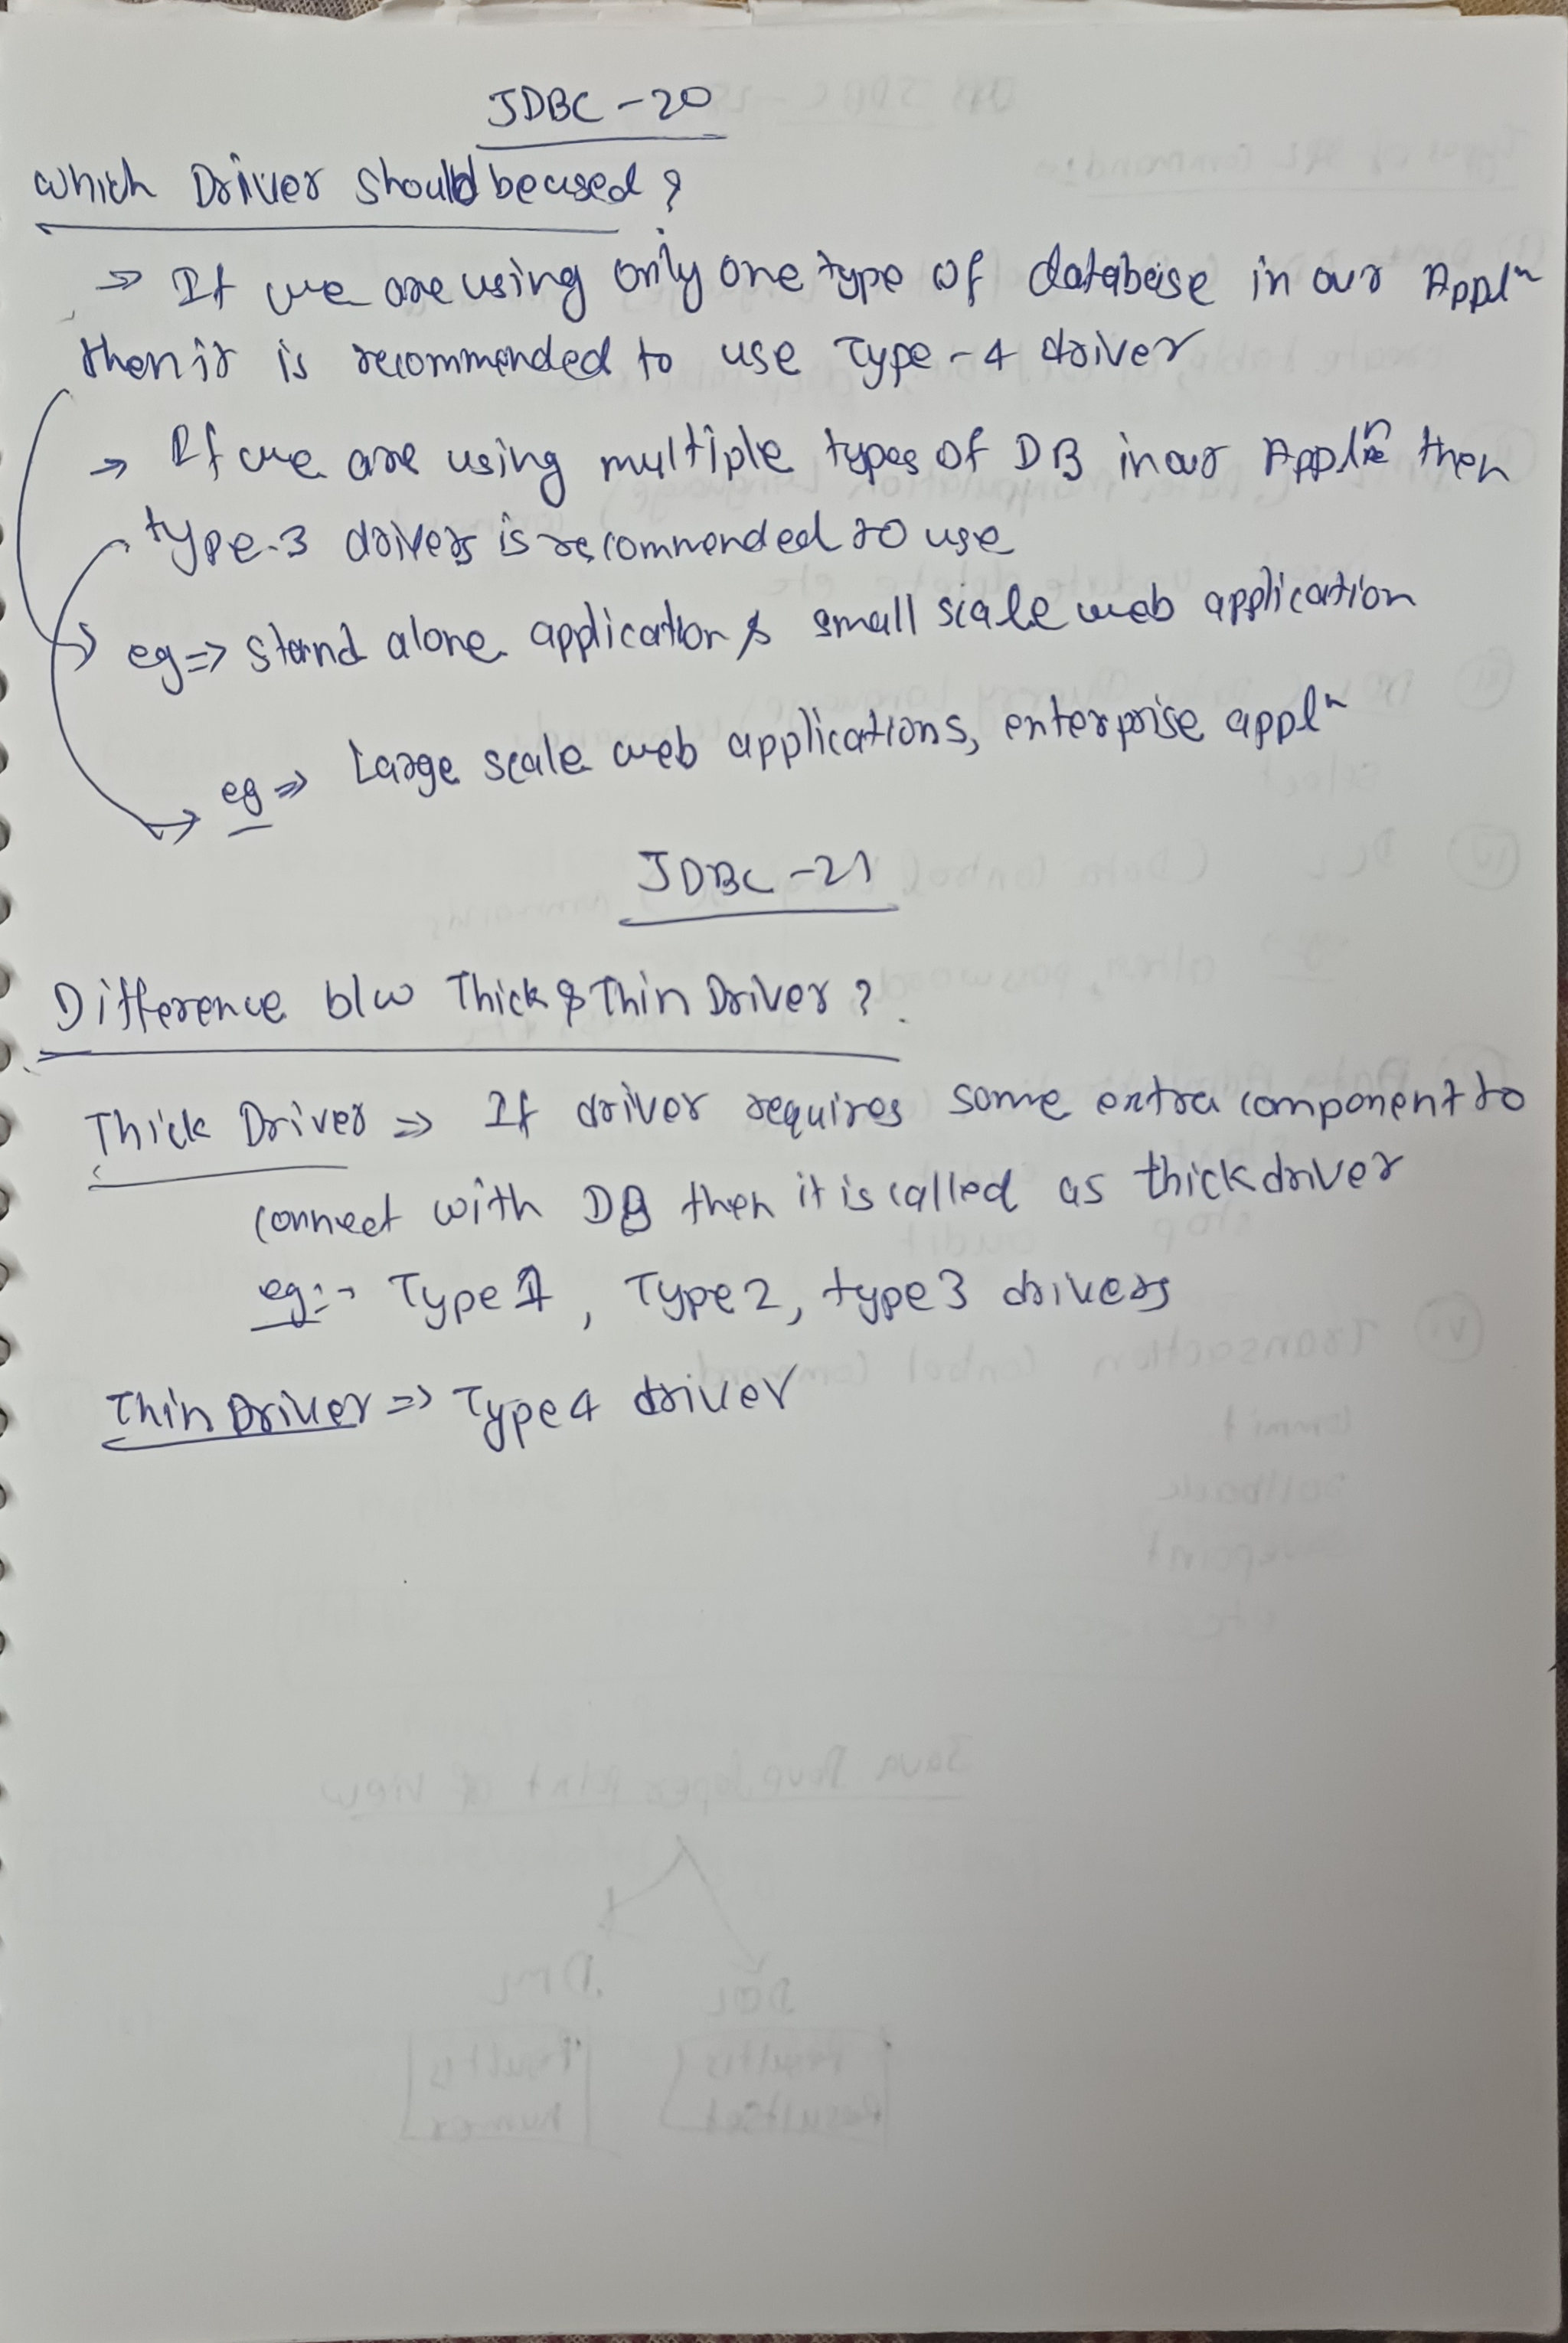 JDBC - 20
which Driver should be used ?
⇒ If we are using only one type of database in our Applⁿ
then it is recommended to use Type - 4 driver
→ If we are using multiple types of DB in our Applⁿ then
type-3 drivers is recommended to use
eg => stand alone application & small scale web application
eg => Large scale web applications, enterprise applⁿ
JDBC - 21
Difference b/w Thick & Thin Driver ?
Thick Driver => If driver requires some extra component to
connect with DB then it is called as thick driver
eg:- Type 1, Type 2, type 3 drivers
Thin Driver => Type 4 driver